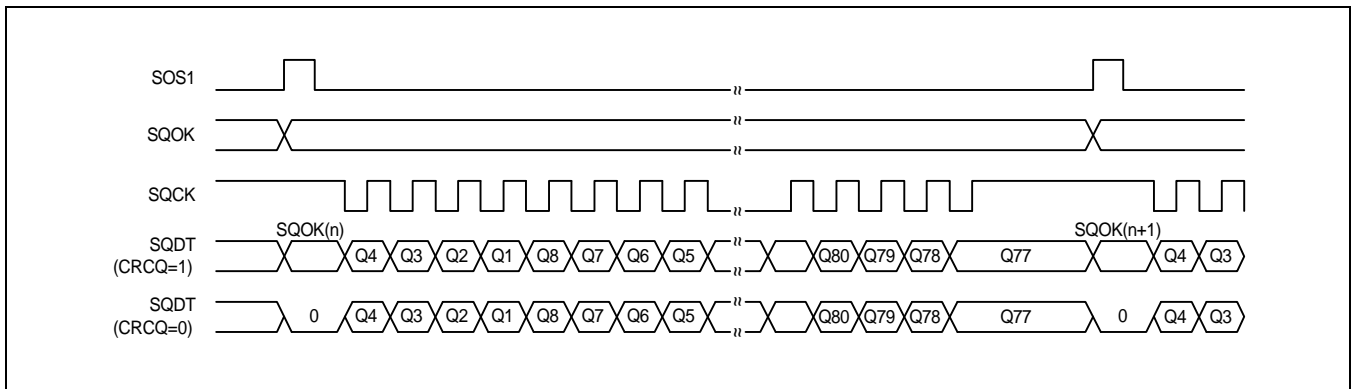 SOS1
SQOK
SQCK
SQOK(n) SQOK(n+1)
SQDT
(CRCQ=1)
Q4 Q3 Q2 Q1 Q8 Q7 Q6 Q5 Q80 Q79 Q78 Q77 Q4 Q3
SQDT
(CRCQ=0)
0 Q4 Q3 Q2 Q1 Q8 Q7 Q6 Q5 Q80 Q79 Q78 Q77 0 Q4 Q3